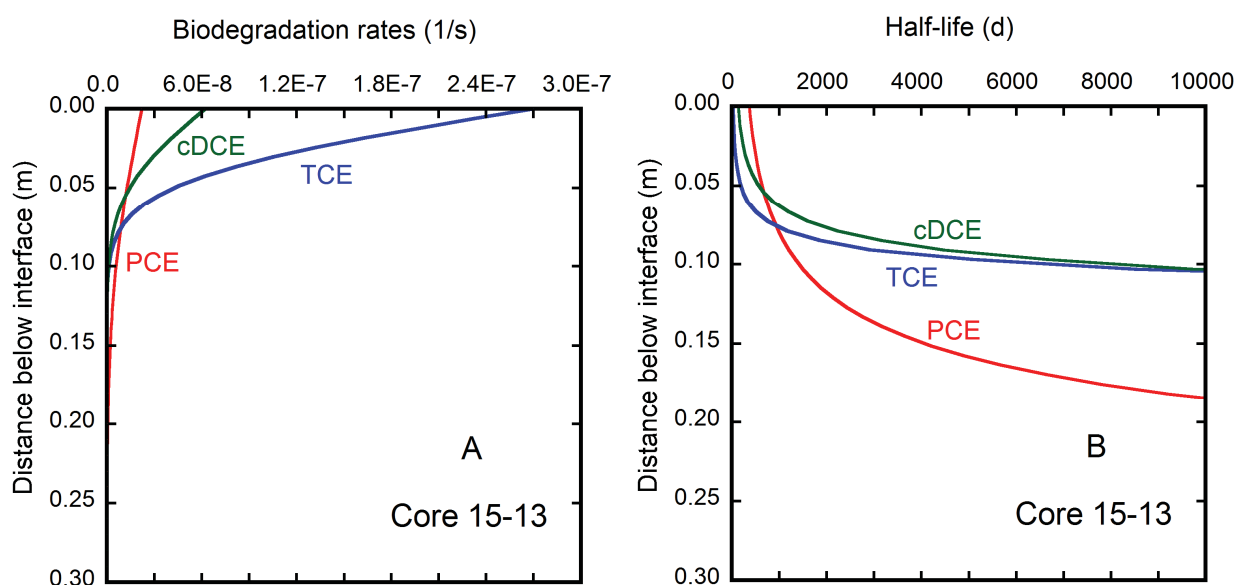 Biodegradation rates (1/s)
0.0 6.0E-8 1.2E-7 1.8E-7 2.4E-7 3.0E-7
0.00
0.05
0.10
0.15
0.20
0.25
0.30
Distance below interface (m)
cDCE
TCE
PCE
A
Core 15-13
Half-life (d)
0 2000 4000 6000 8000 10000
0.00
0.05
0.10
0.15
0.20
0.25
0.30
Distance below interface (m)
cDCE
TCE
PCE
B
Core 15-13